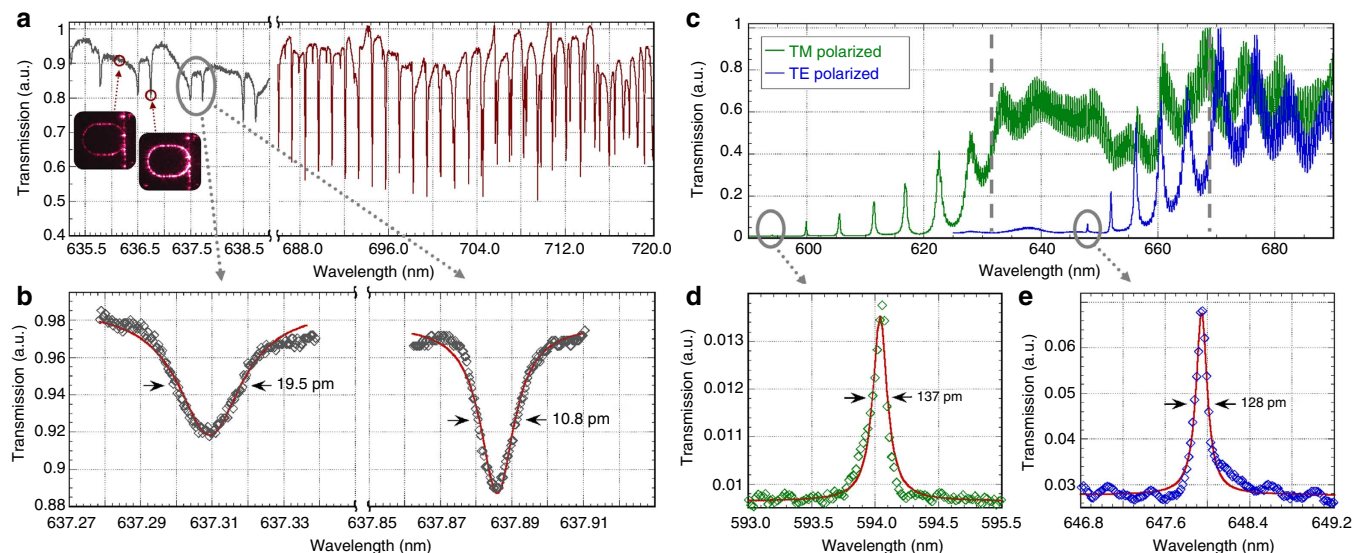 a
Transmission (a.u.)
1
0.9
0.8
0.7
0.6
0.5
0.4
635.5 636.5 637.5 638.5 688.0 696.0 704.0 712.0 720.0
Wavelength (nm)
b
Transmission (a.u.)
0.98
0.96
0.94
0.92
0.9
0.88
19.5 pm
10.8 pm
637.27 637.29 637.31 637.33 637.85 637.87 637.89 637.91
Wavelength (nm)
c
Transmission (a.u.)
1
0.8
0.6
0.4
0.2
0
TM polarized
TE polarized
600 620 640 660 680
Wavelength (nm)
d
Transmission (a.u.)
0.013
0.012
0.011
0.01
137 pm
593.0 593.5 594.0 594.5 595.5
Wavelength (nm)
e
Transmission (a.u.)
0.06
0.05
0.04
0.03
128 pm
646.8 647.8 648.4 649.2
Wavelength (nm)